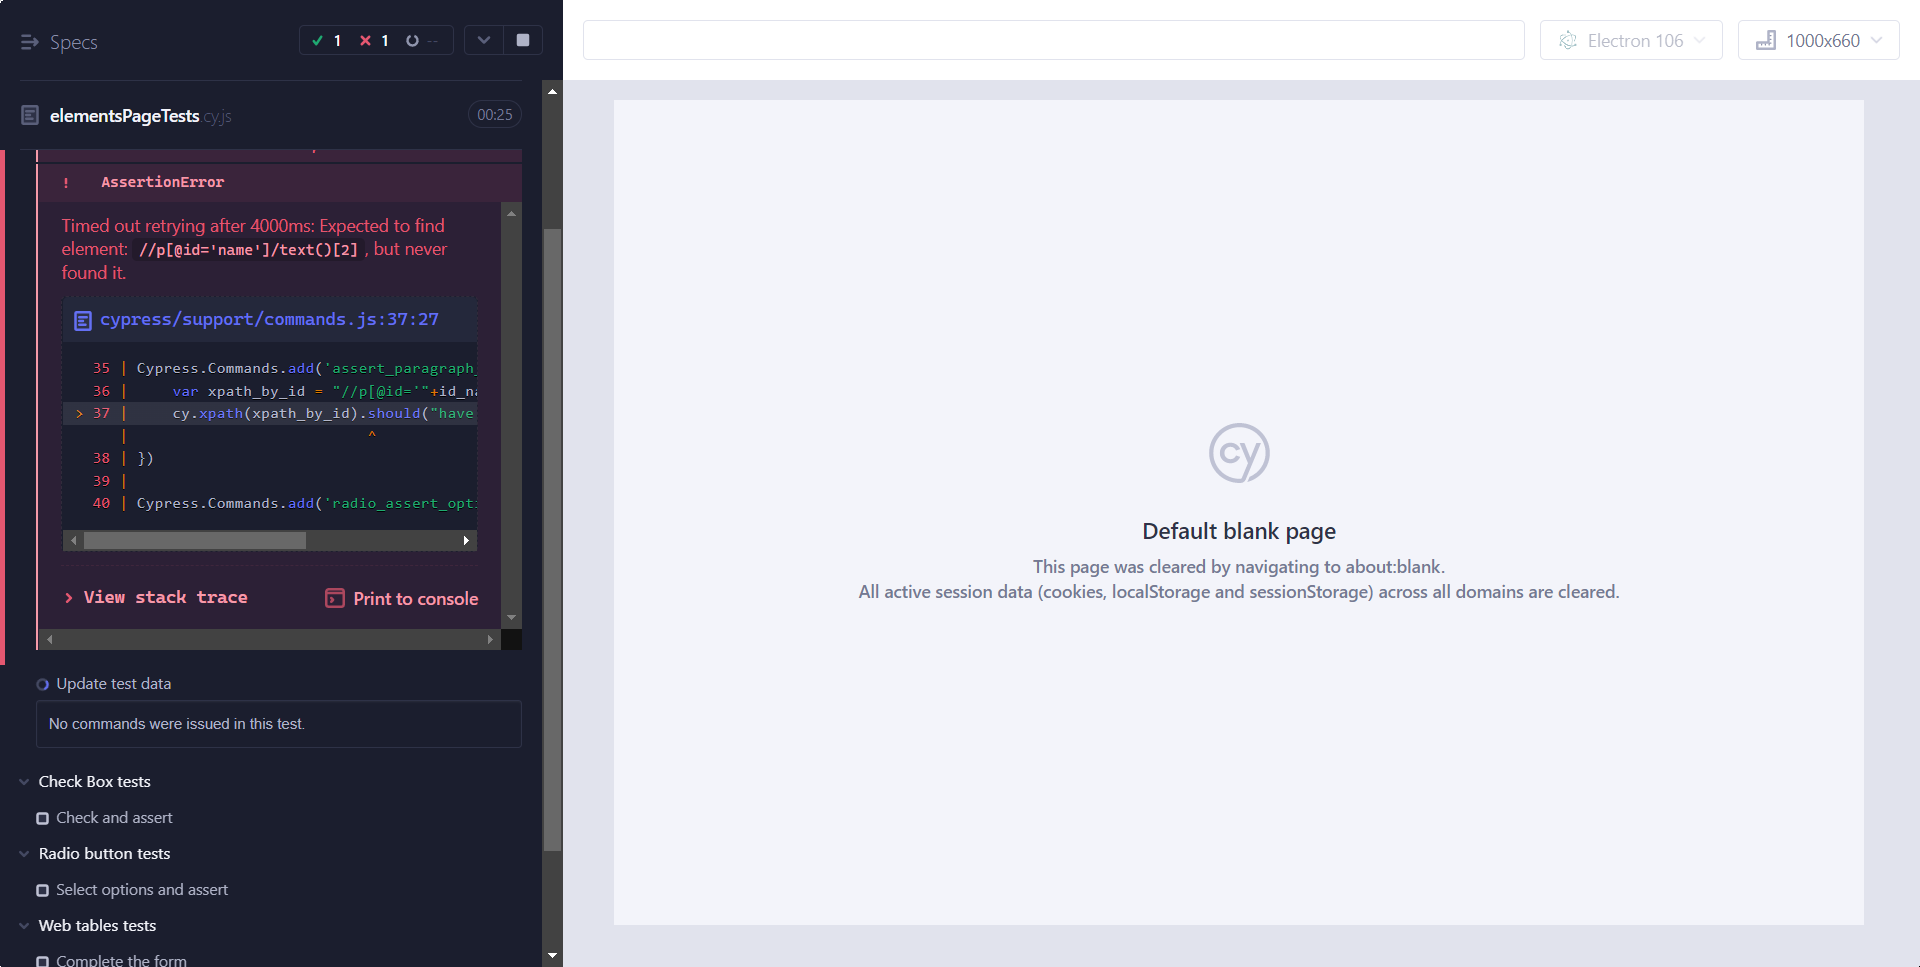 Specs
1
1
--
Electron 106
1000x660
elementsPageTests.cy.js
00:25
! AssertionError
Timed out retrying after 4000ms: Expected to find
element: //p[@id='name']/text()[2] , but never
found it.
cypress/support/commands.js:37:27
35 | Cypress.Commands.add('assert_paragraph_
36 | var xpath_by_id = "//p[@id='"+id_na
> 37 | cy.xpath(xpath_by_id).should("have
| ^
38 | })
39 |
40 | Cypress.Commands.add('radio_assert_opti
View stack trace
Print to console
Update test data
No commands were issued in this test.
Check Box tests
Check and assert
Radio button tests
Select options and assert
Web tables tests
Complete the form
cy
Default blank page
This page was cleared by navigating to about:blank.
All active session data (cookies, localStorage and sessionStorage) across all domains are cleared.